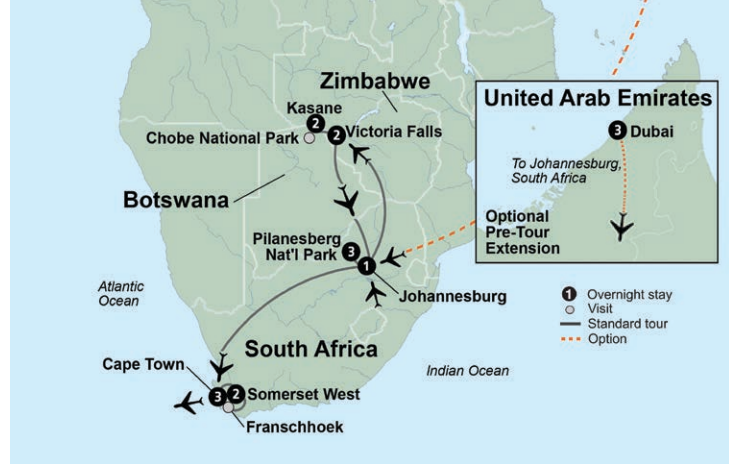 Zimbabwe
Kasane
2
Chobe National Park
2
Victoria Falls
Botswana
Pilanesberg
Nat'l Park
3
1
Johannesburg
Atlantic
Ocean
South Africa
Cape Town
3
2
Somerset West
Franschhoek
Indian Ocean
United Arab Emirates
3
Dubai
To Johannesburg,
South Africa
Optional
Pre-Tour
Extension
1 Overnight stay
Visit
Standard tour
Option